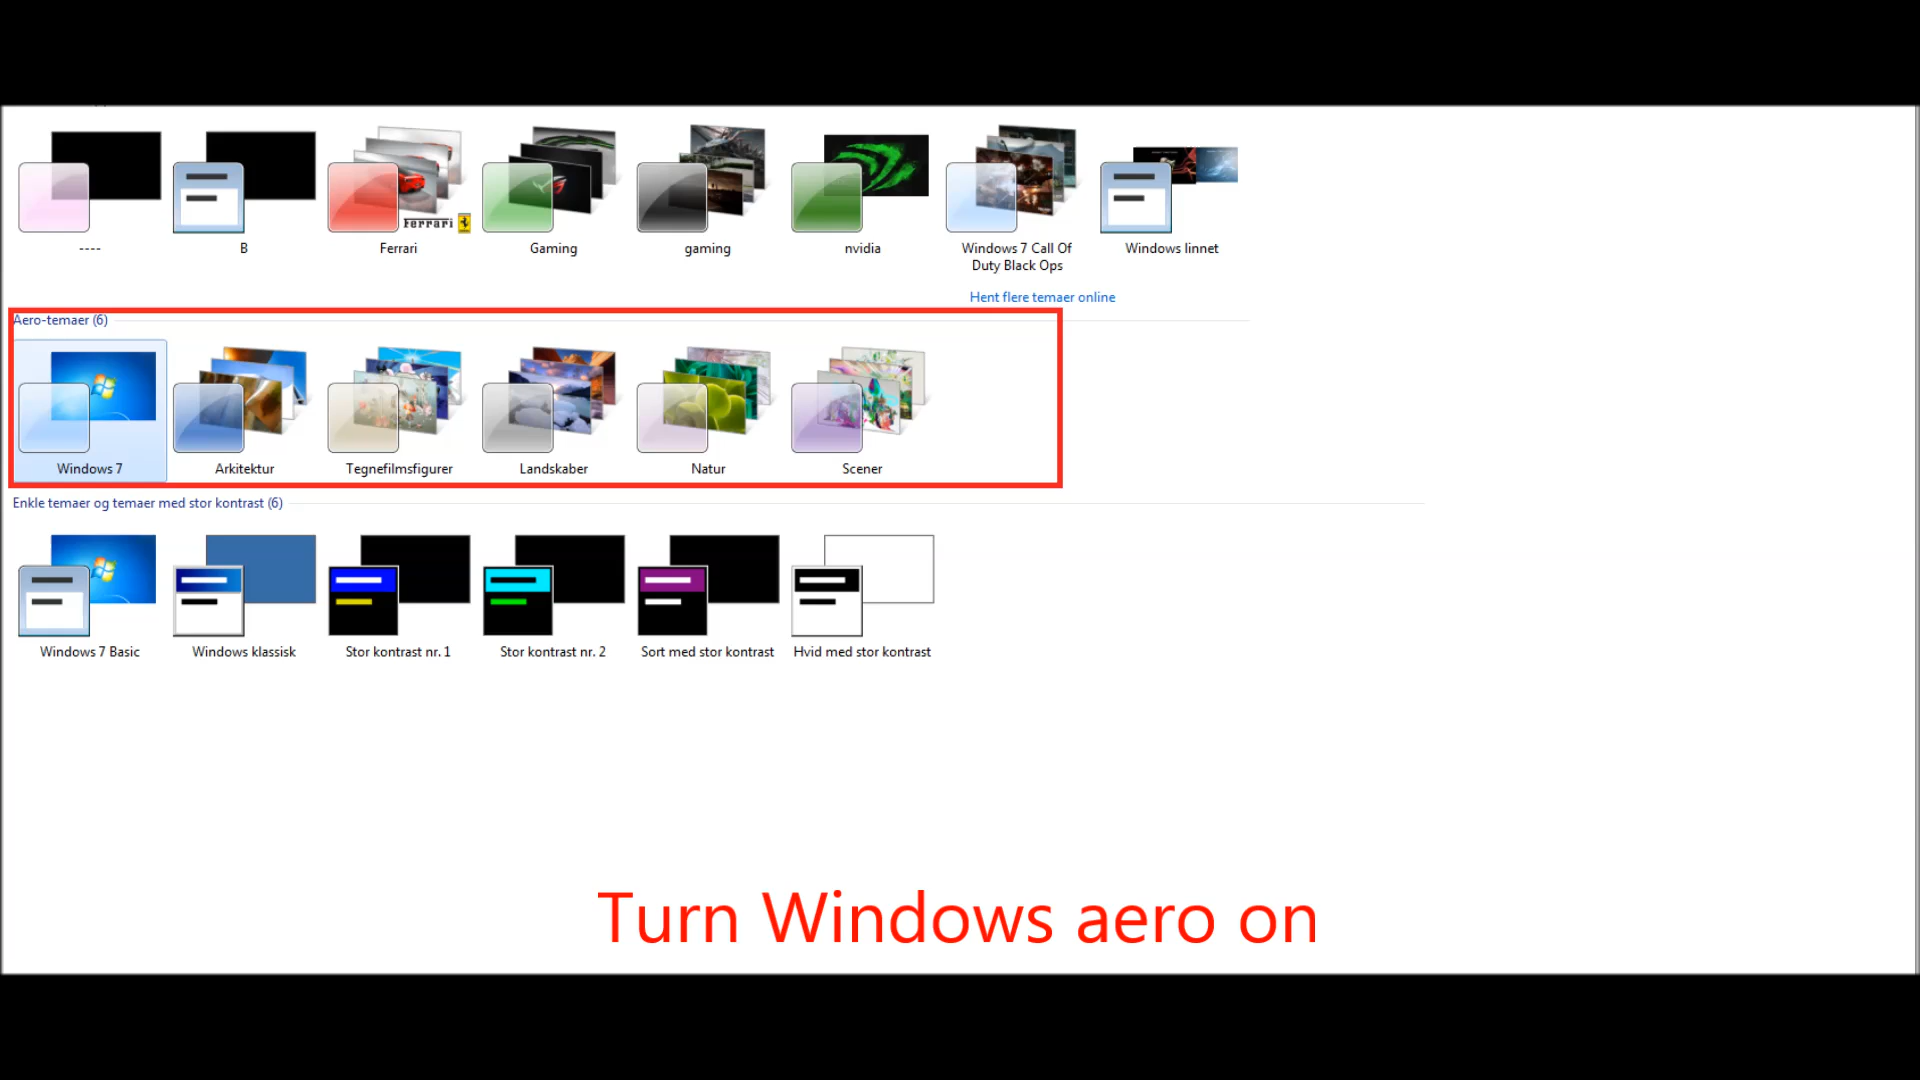 ---- B Ferrari Gaming gaming nvidia Windows 7 Call Of Duty Black Ops Windows linnet
Ferrari
Hent flere temaer online
Aero-temaer (6)
Windows 7 Arkitektur Tegnefilmsfigurer Landskaber Natur Scener
Enkle temaer og temaer med stor kontrast (6)
Windows 7 Basic Windows klassisk Stor kontrast nr. 1 Stor kontrast nr. 2 Sort med stor kontrast Hvid med stor kontrast
Turn Windows aero on